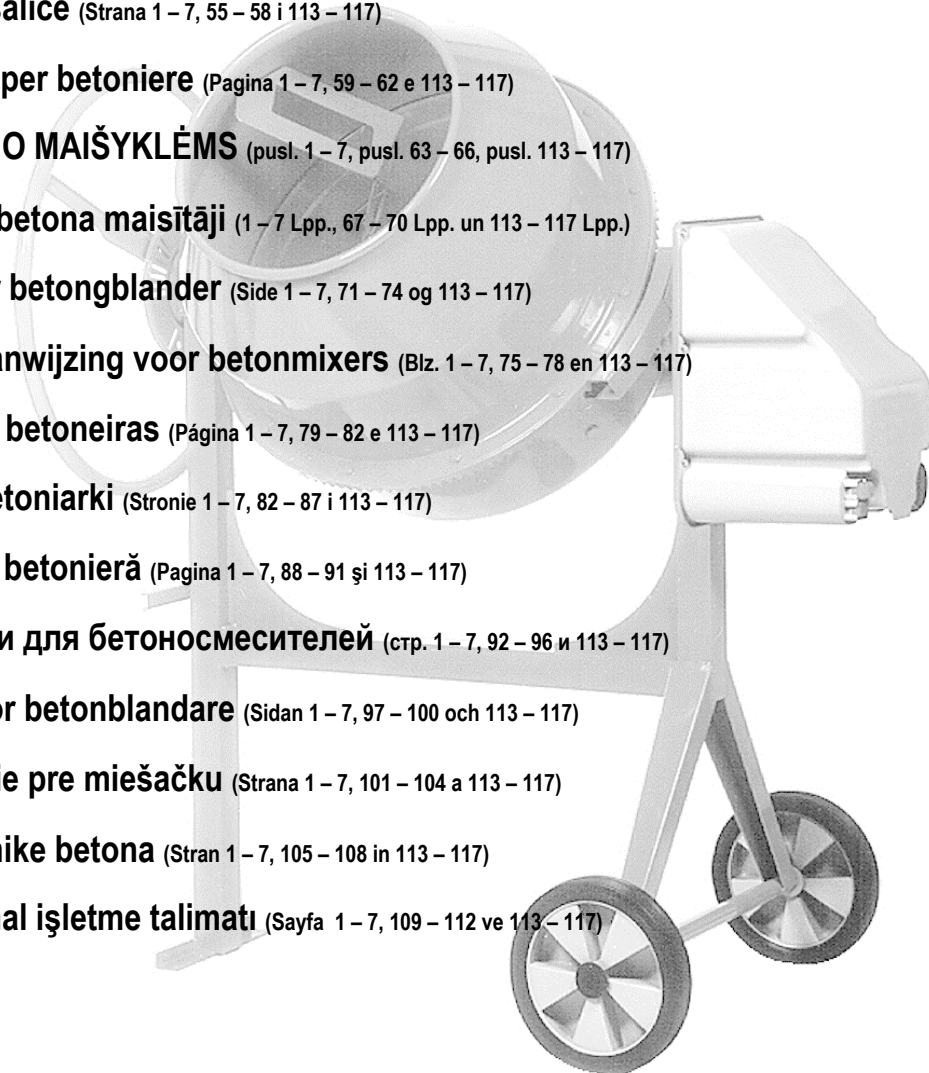 šalice (Strana 1 – 7, 55 – 58 i 113 – 117)
per betoniere (Pagina 1 – 7, 59 – 62 e 113 – 117)
O MAIŠYKLĖMS (pusl. 1 – 7, pusl. 63 – 66, pusl. 113 – 117)
betona maisītāji (1 – 7 Lpp., 67 – 70 Lpp. un 113 – 117 Lpp.)
betongblander (Side 1 – 7, 71 – 74 og 113 – 117)
anwijzing voor betonmixers (Blz. 1 – 7, 75 – 78 en 113 – 117)
betoneiras (Página 1 – 7, 79 – 82 e 113 – 117)
etoniarki (Stronie 1 – 7, 82 – 87 i 113 – 117)
betonieră (Pagina 1 – 7, 88 – 91 şi 113 – 117)
и для бетоносмесителей (стр. 1 – 7, 92 – 96 и 113 – 117)
or betonblandare (Sidan 1 – 7, 97 – 100 och 113 – 117)
ie pre miešačku (Strana 1 – 7, 101 – 104 a 113 – 117)
nike betona (Stran 1 – 7, 105 – 108 in 113 – 117)
nal işletme talimatı (Sayfa 1 – 7, 109 – 112 ve 113 – 117)